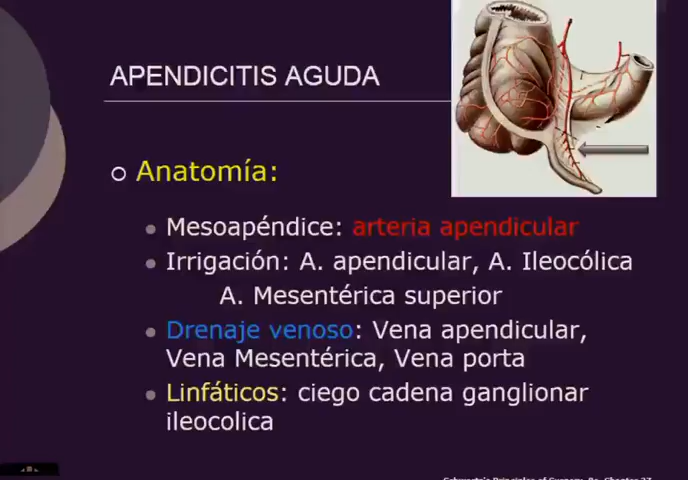 APENDICITIS AGUDA
Anatomía:
Mesoapéndice: arteria apendicular
Irrigación: A. apendicular, A. Ileocólica
A. Mesentérica superior
Drenaje venoso: Vena apendicular,
Vena Mesentérica, Vena porta
Linfáticos: ciego cadena ganglionar
ileocolica